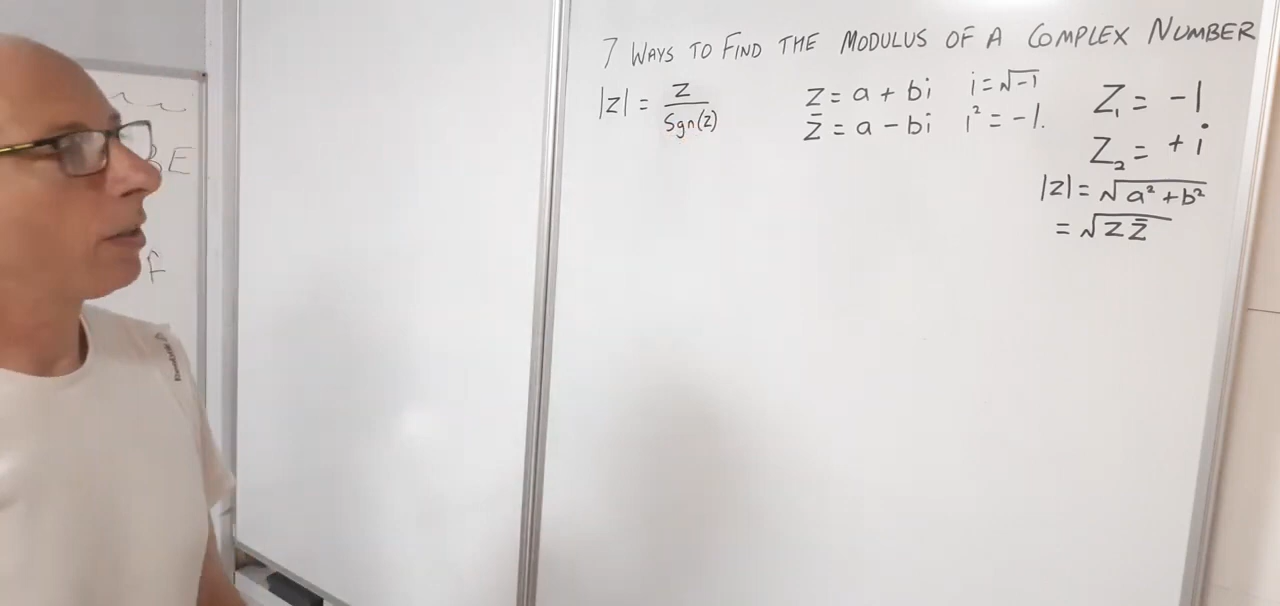 7 WAYS TO FIND THE MODULUS OF A COMPLEX NUMBER
|z| = z / Sgn(z)
z = a + bi i = √-1
z̄ = a - bi i² = -1.
Z₁ = -1
Z₂ = +i
|z| = √a² + b²
= √z z̄
BE
F